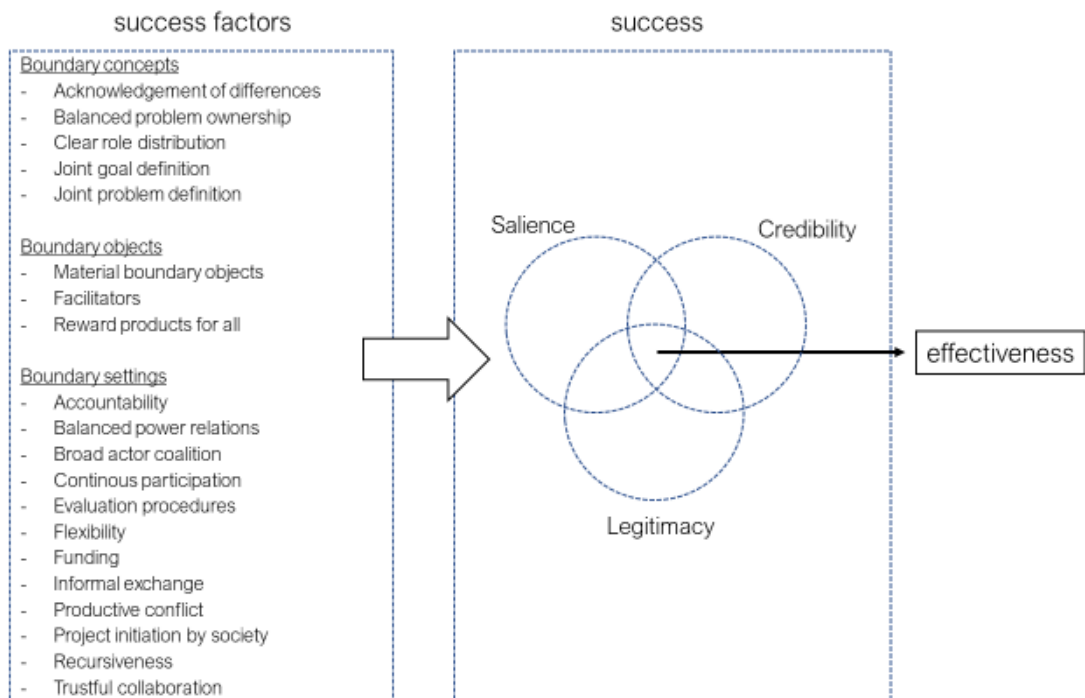 success factors
Boundary concepts
- Acknowledgement of differences
- Balanced problem ownership
- Clear role distribution
- Joint goal definition
- Joint problem definition
Boundary objects
- Material boundary objects
- Facilitators
- Reward products for all
Boundary settings
- Accountability
- Balanced power relations
- Broad actor coalition
- Continous participation
- Evaluation procedures
- Flexibility
- Funding
- Informal exchange
- Productive conflict
- Project initiation by society
- Recursiveness
- Trustful collaboration
success
Salience
Credibility
Legitimacy
effectiveness